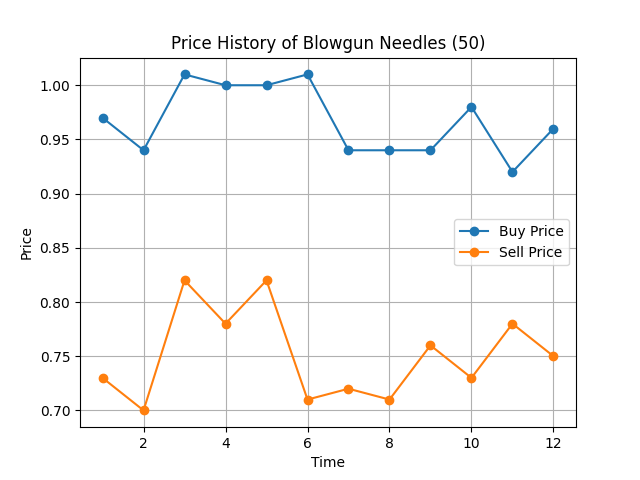 Price History of Blowgun Needles (50)
Price
1.00
0.95
0.90
0.85
0.80
0.75
0.70
Buy Price
Sell Price
2 4 6 8 10 12
Time